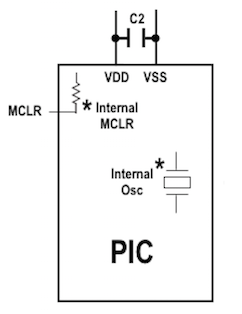 C2
VDD VSS
MCLR
* Internal
MCLR
Internal *
Osc
PIC